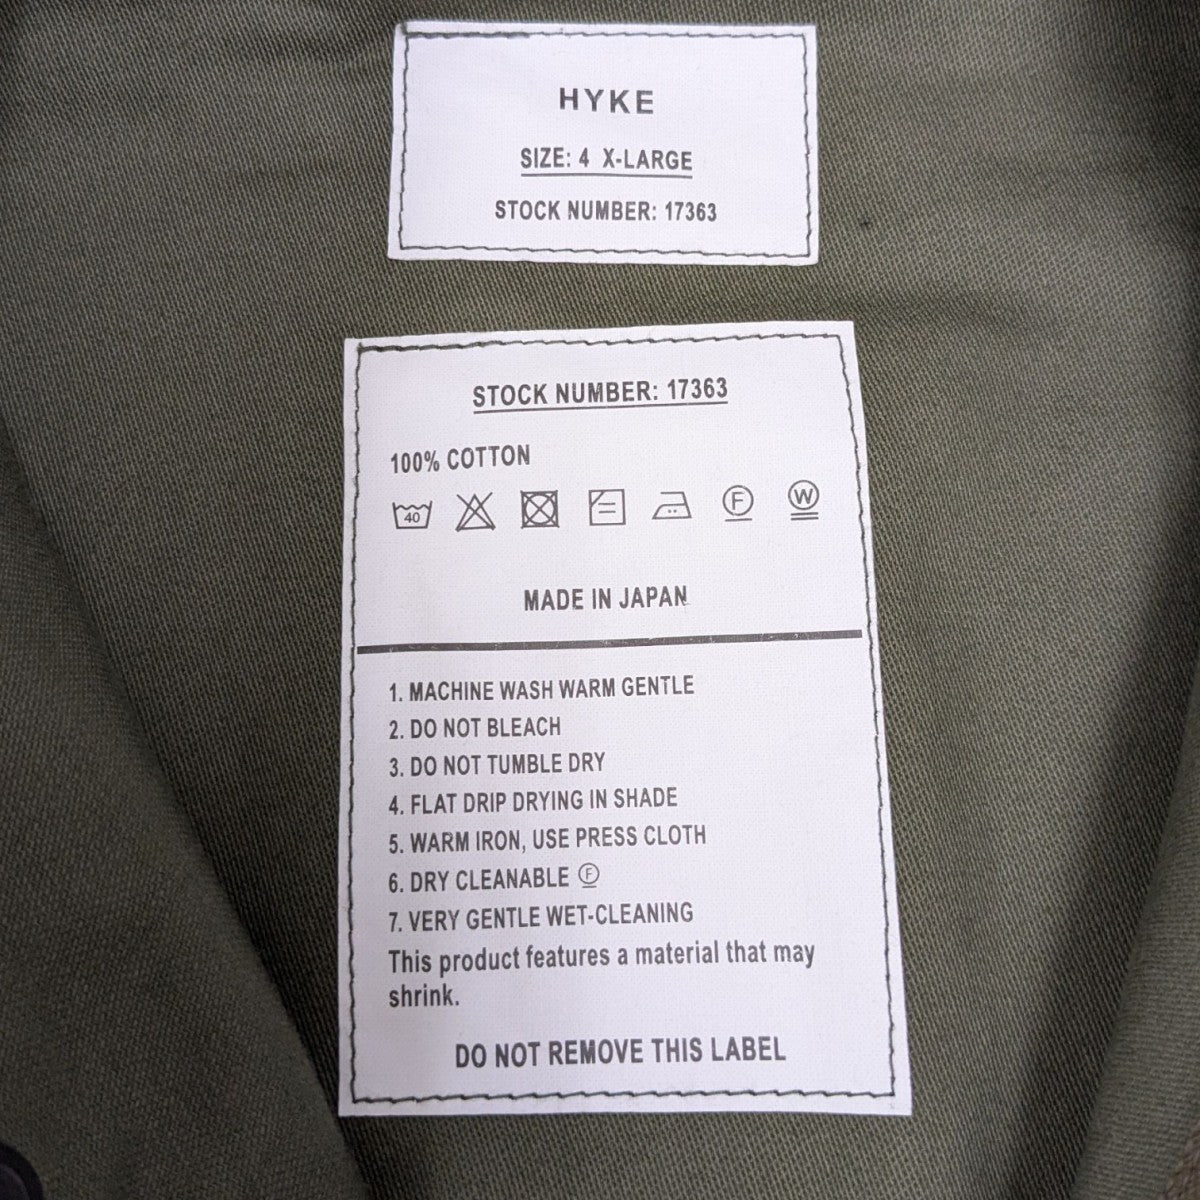 HYKE
SIZE: 4 X-LARGE
STOCK NUMBER: 17363
STOCK NUMBER: 17363
100% COTTON
40 F W
MADE IN JAPAN
1. MACHINE WASH WARM GENTLE
2. DO NOT BLEACH
3. DO NOT TUMBLE DRY
4. FLAT DRIP DRYING IN SHADE
5. WARM IRON, USE PRESS CLOTH
6. DRY CLEANABLE Ⓕ
7. VERY GENTLE WET-CLEANING
This product features a material that may
shrink.
DO NOT REMOVE THIS LABEL